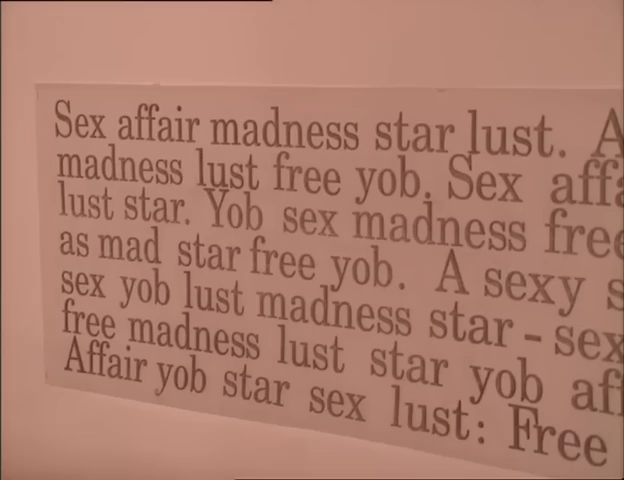 Sex affair madness star lust. A
madness lust free yob. Sex affa
lust star. Yob sex madness free
as mad star free yob. A sexy s
sex yob lust madness star - sex
free madness lust star yob aff
Affair yob star sex lust: Free